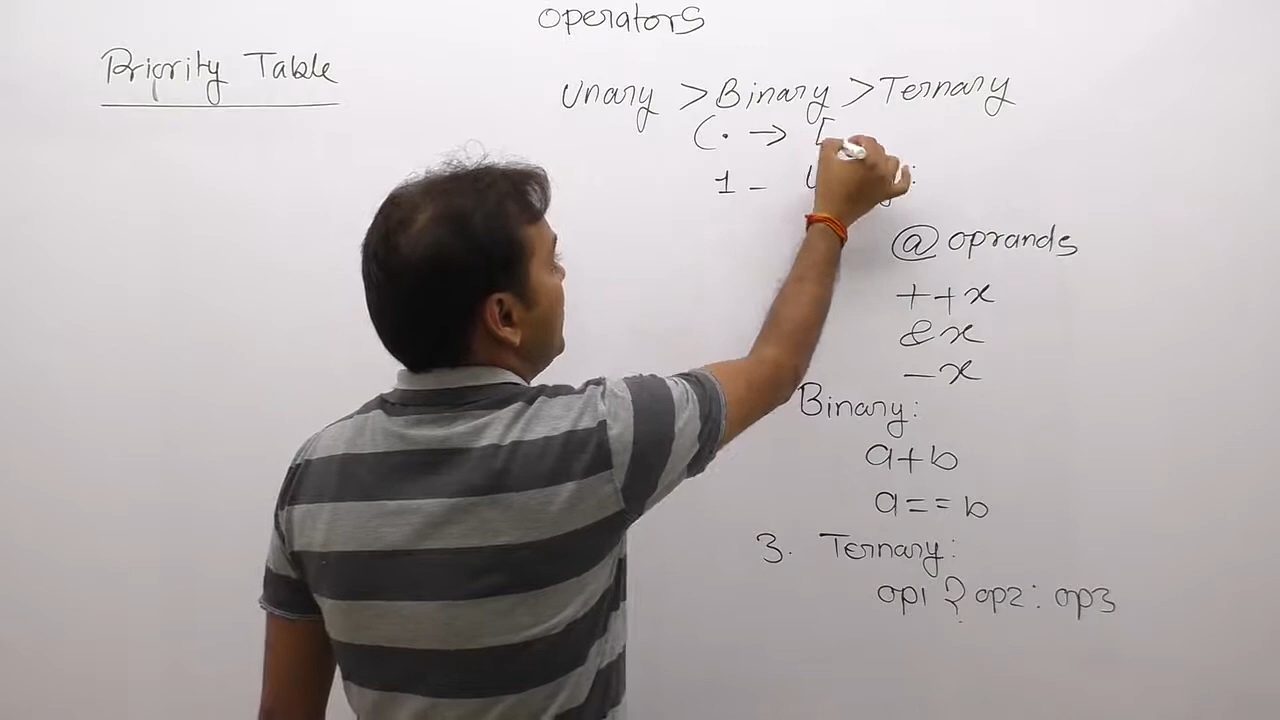 operators
Priority Table
Unary > Binary > Ternary
( . → [
1 -
@ oprands
++x
&x
-x
Binary:
a+b
a==b
3. Ternary:
op1 ? op2 : op3